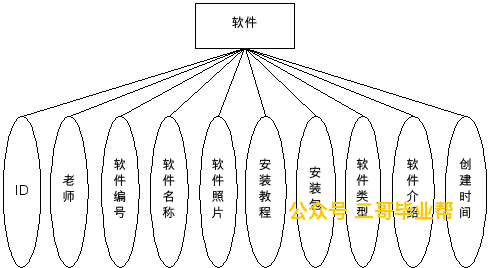 软件
ID
老师
软件编号
软件名称
软件照片
安装教程
安装包
软件类型
软件介绍
创建时间
公众号 二哥毕业帮